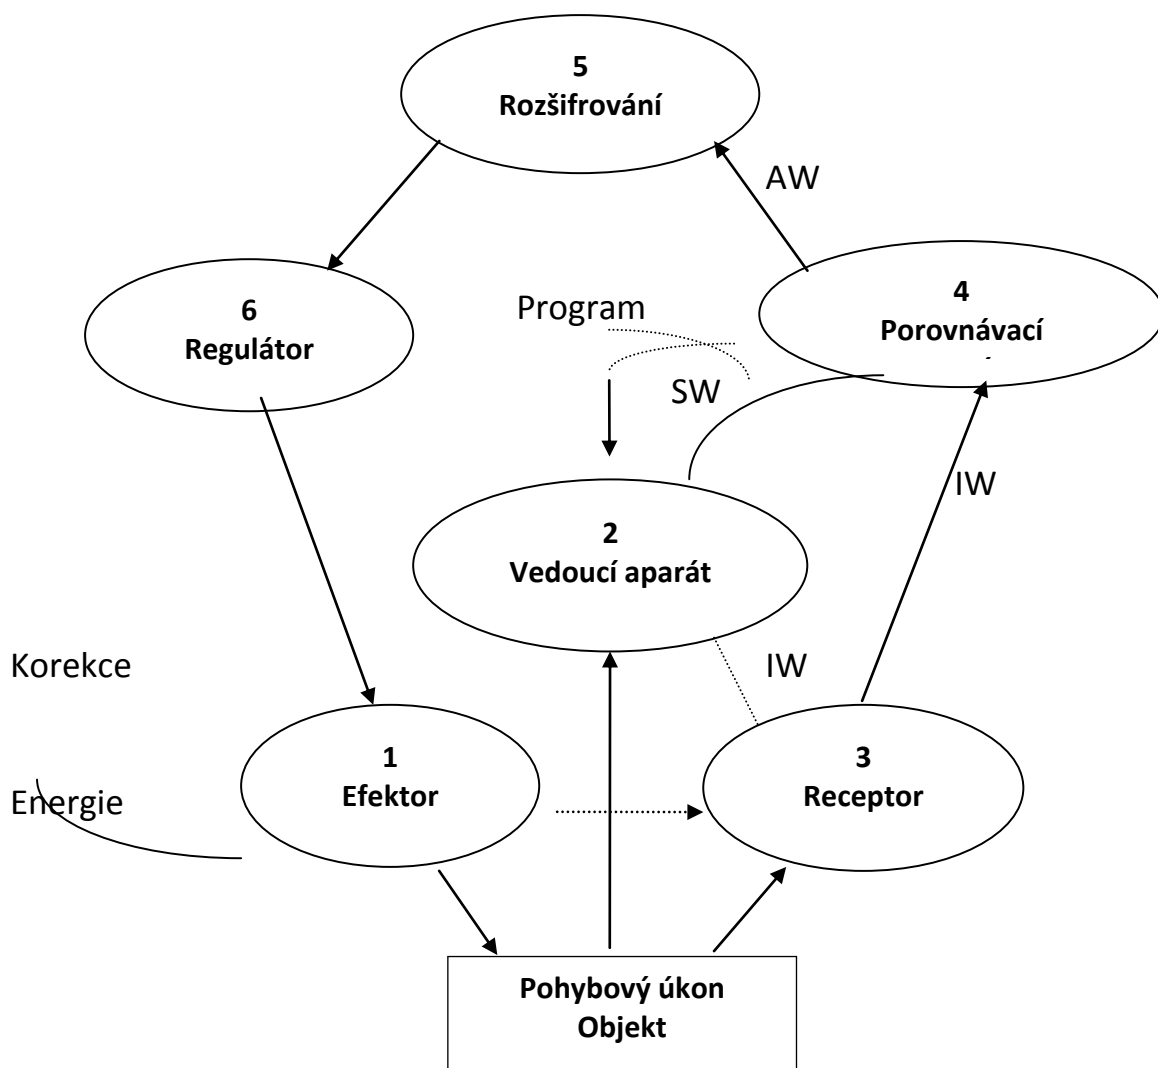 5
Rozšifrování
AW
6
Regulátor
Program
4
Porovnávací
SW
IW
2
Vedoucí aparát
Korekce
IW
1
Efektor
3
Receptor
Energie
Pohybový úkon
Objekt